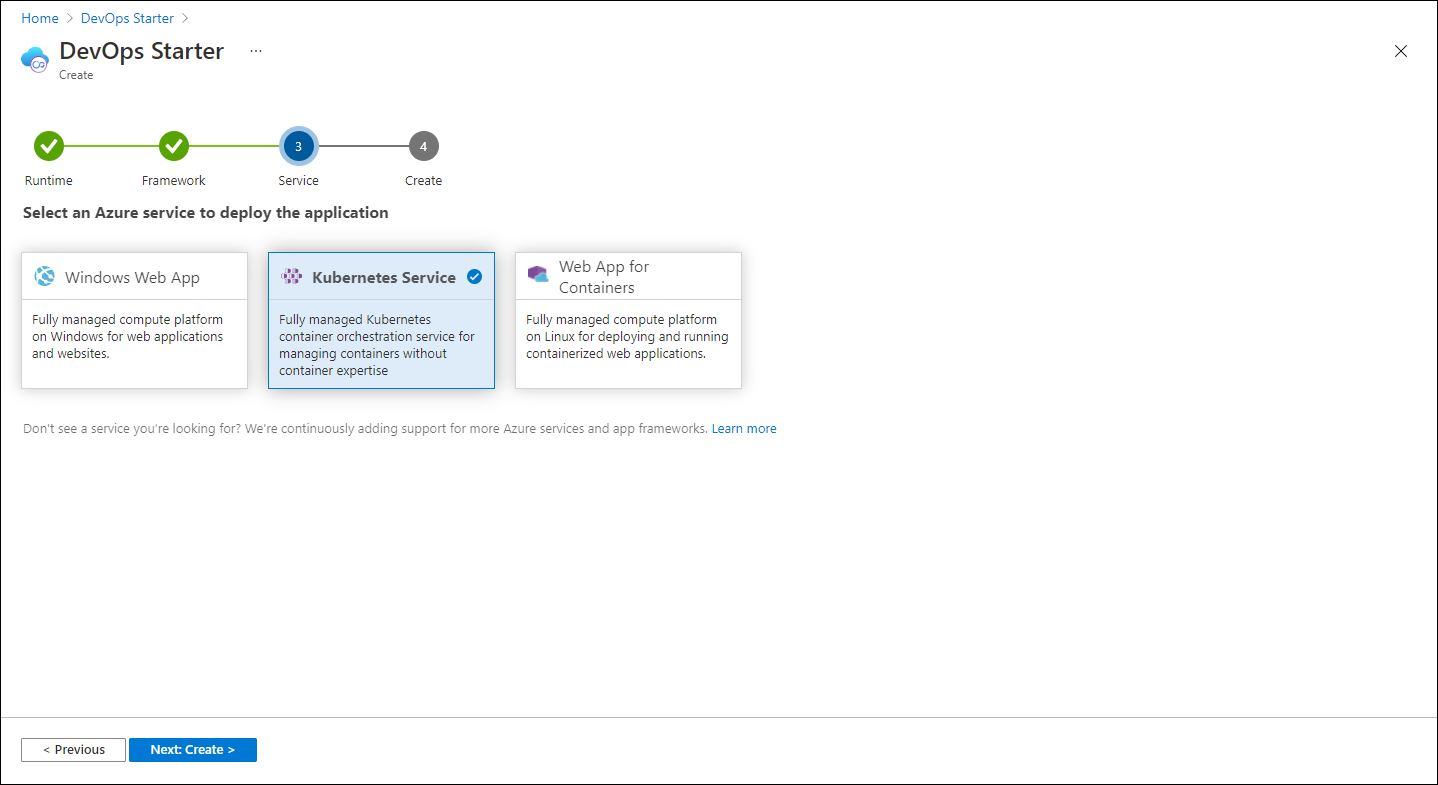 Home > DevOps Starter >
DevOps Starter ...
Create
3
4
Runtime
Framework
Service
Create
Select an Azure service to deploy the application
Windows Web App
Fully managed compute platform
on Windows for web applications
and websites.
Kubernetes Service
Fully managed Kubernetes
container orchestration service for
managing containers without
container expertise
Web App for
Containers
Fully managed compute platform
on Linux for deploying and running
containerized web applications.
Don't see a service you're looking for? We're continuously adding support for more Azure services and app frameworks. Learn more
< Previous
Next: Create >